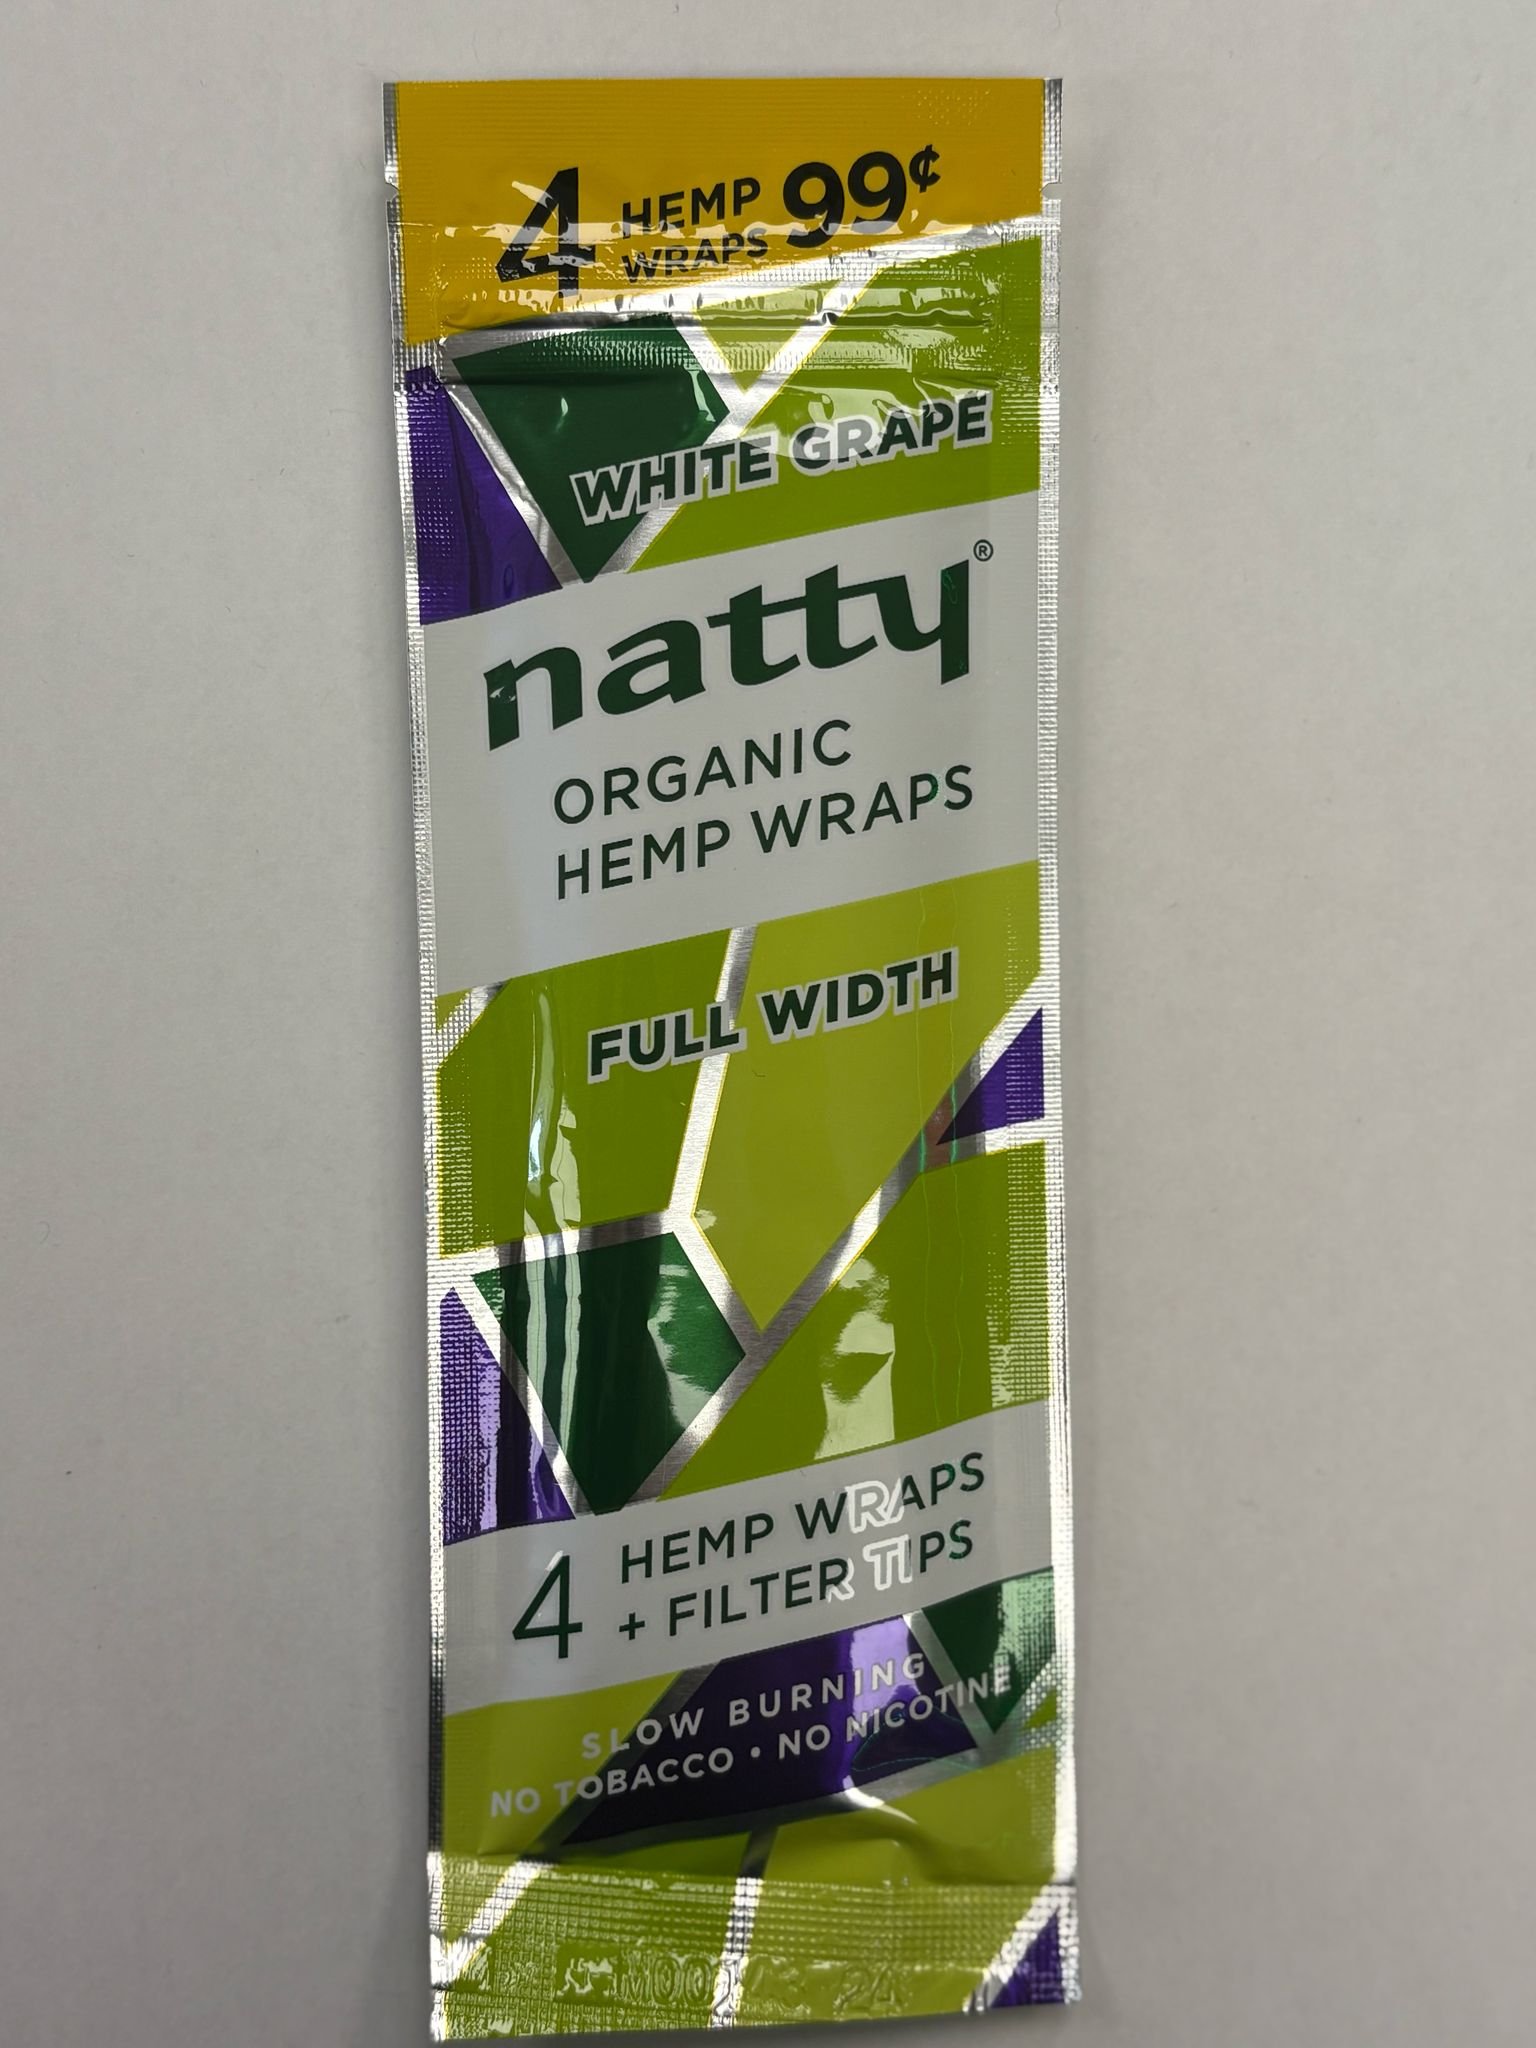 4 HEMP WRAPS 99¢
WHITE GRAPE
natty®
ORGANIC
HEMP WRAPS
FULL WIDTH
4 HEMP WRAPS
+ FILTER TIPS
SLOW BURNING
NO TOBACCO • NO NICOTINE